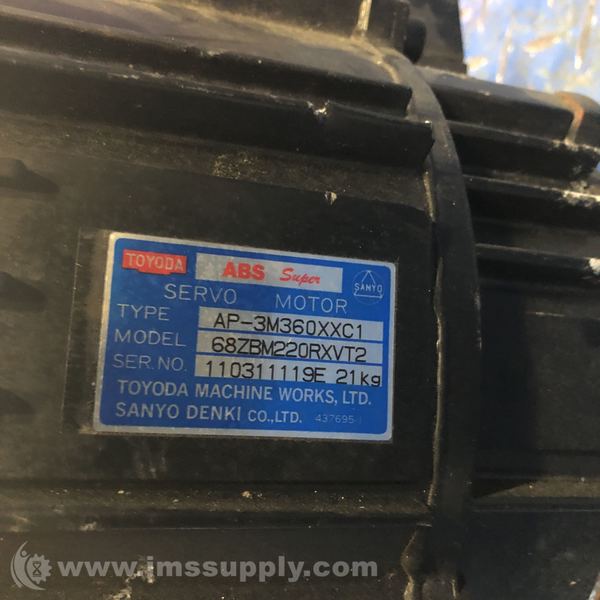 TOYODA ABS Super SANYO
SERVO MOTOR
TYPE AP-3M360XXC1
MODEL 68ZBM220RXVT2
SER.NO. 110311119E 21kg
TOYODA MACHINE WORKS, LTD.
SANYO DENKI CO.,LTD. 437695-1
www.imssupply.com